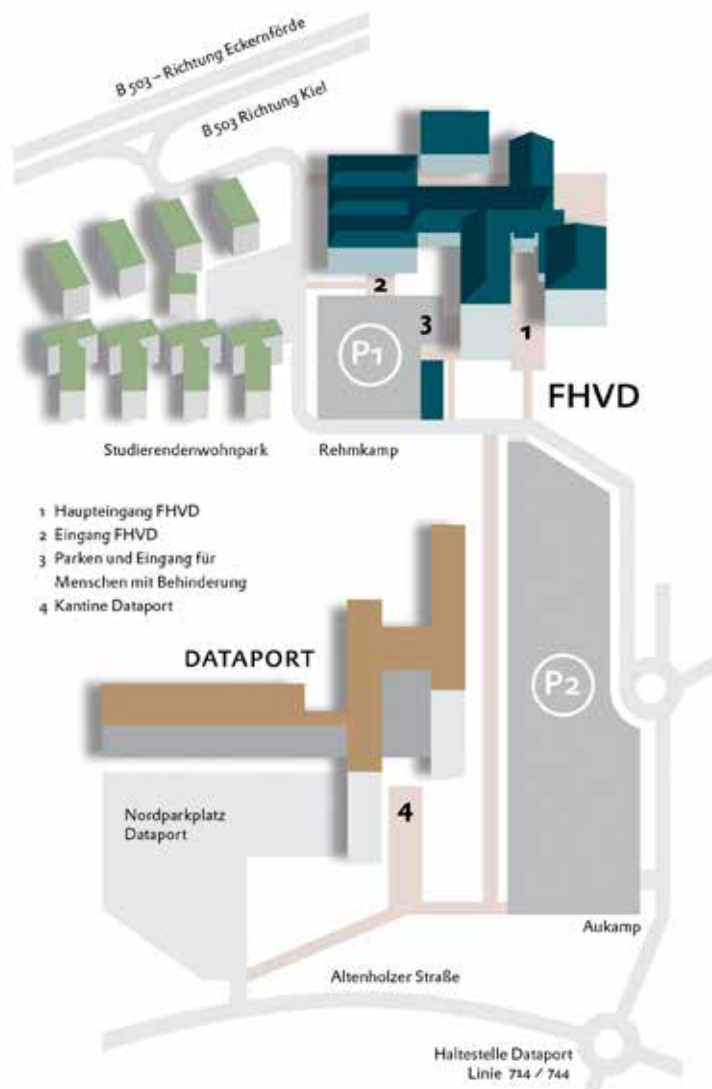 B 503 – Richtung Eckernförde
B 503 Richtung Kiel
2
3
1
P1
FHVD
Studierendenwohnpark
Rehmkamp
1 Haupteingang FHVD
2 Eingang FHVD
3 Parken und Eingang für
Menschen mit Behinderung
4 Kantine Dataport
DATAPORT
P2
4
Nordparkplatz
Dataport
Aukamp
Altenholzer Straße
Haltestelle Dataport
Linie 714 / 744